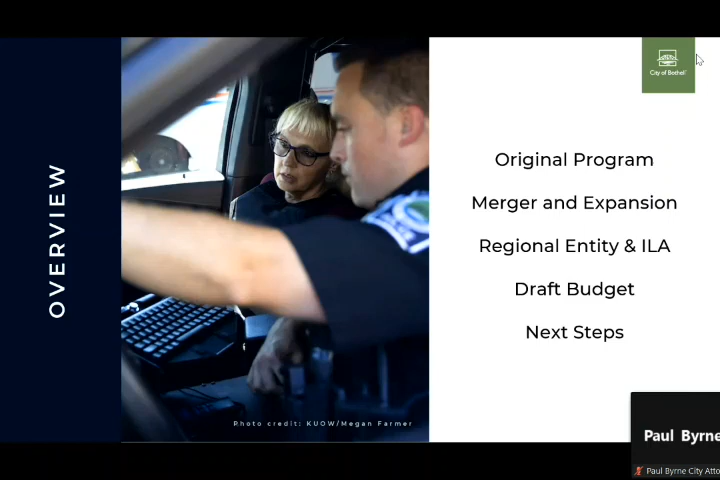 OVERVIEW
Photo credit: KUOW/Megan Farmer
City of Bothell
Original Program
Merger and Expansion
Regional Entity & ILA
Draft Budget
Next Steps
Paul Byrne
Paul Byrne City Atto